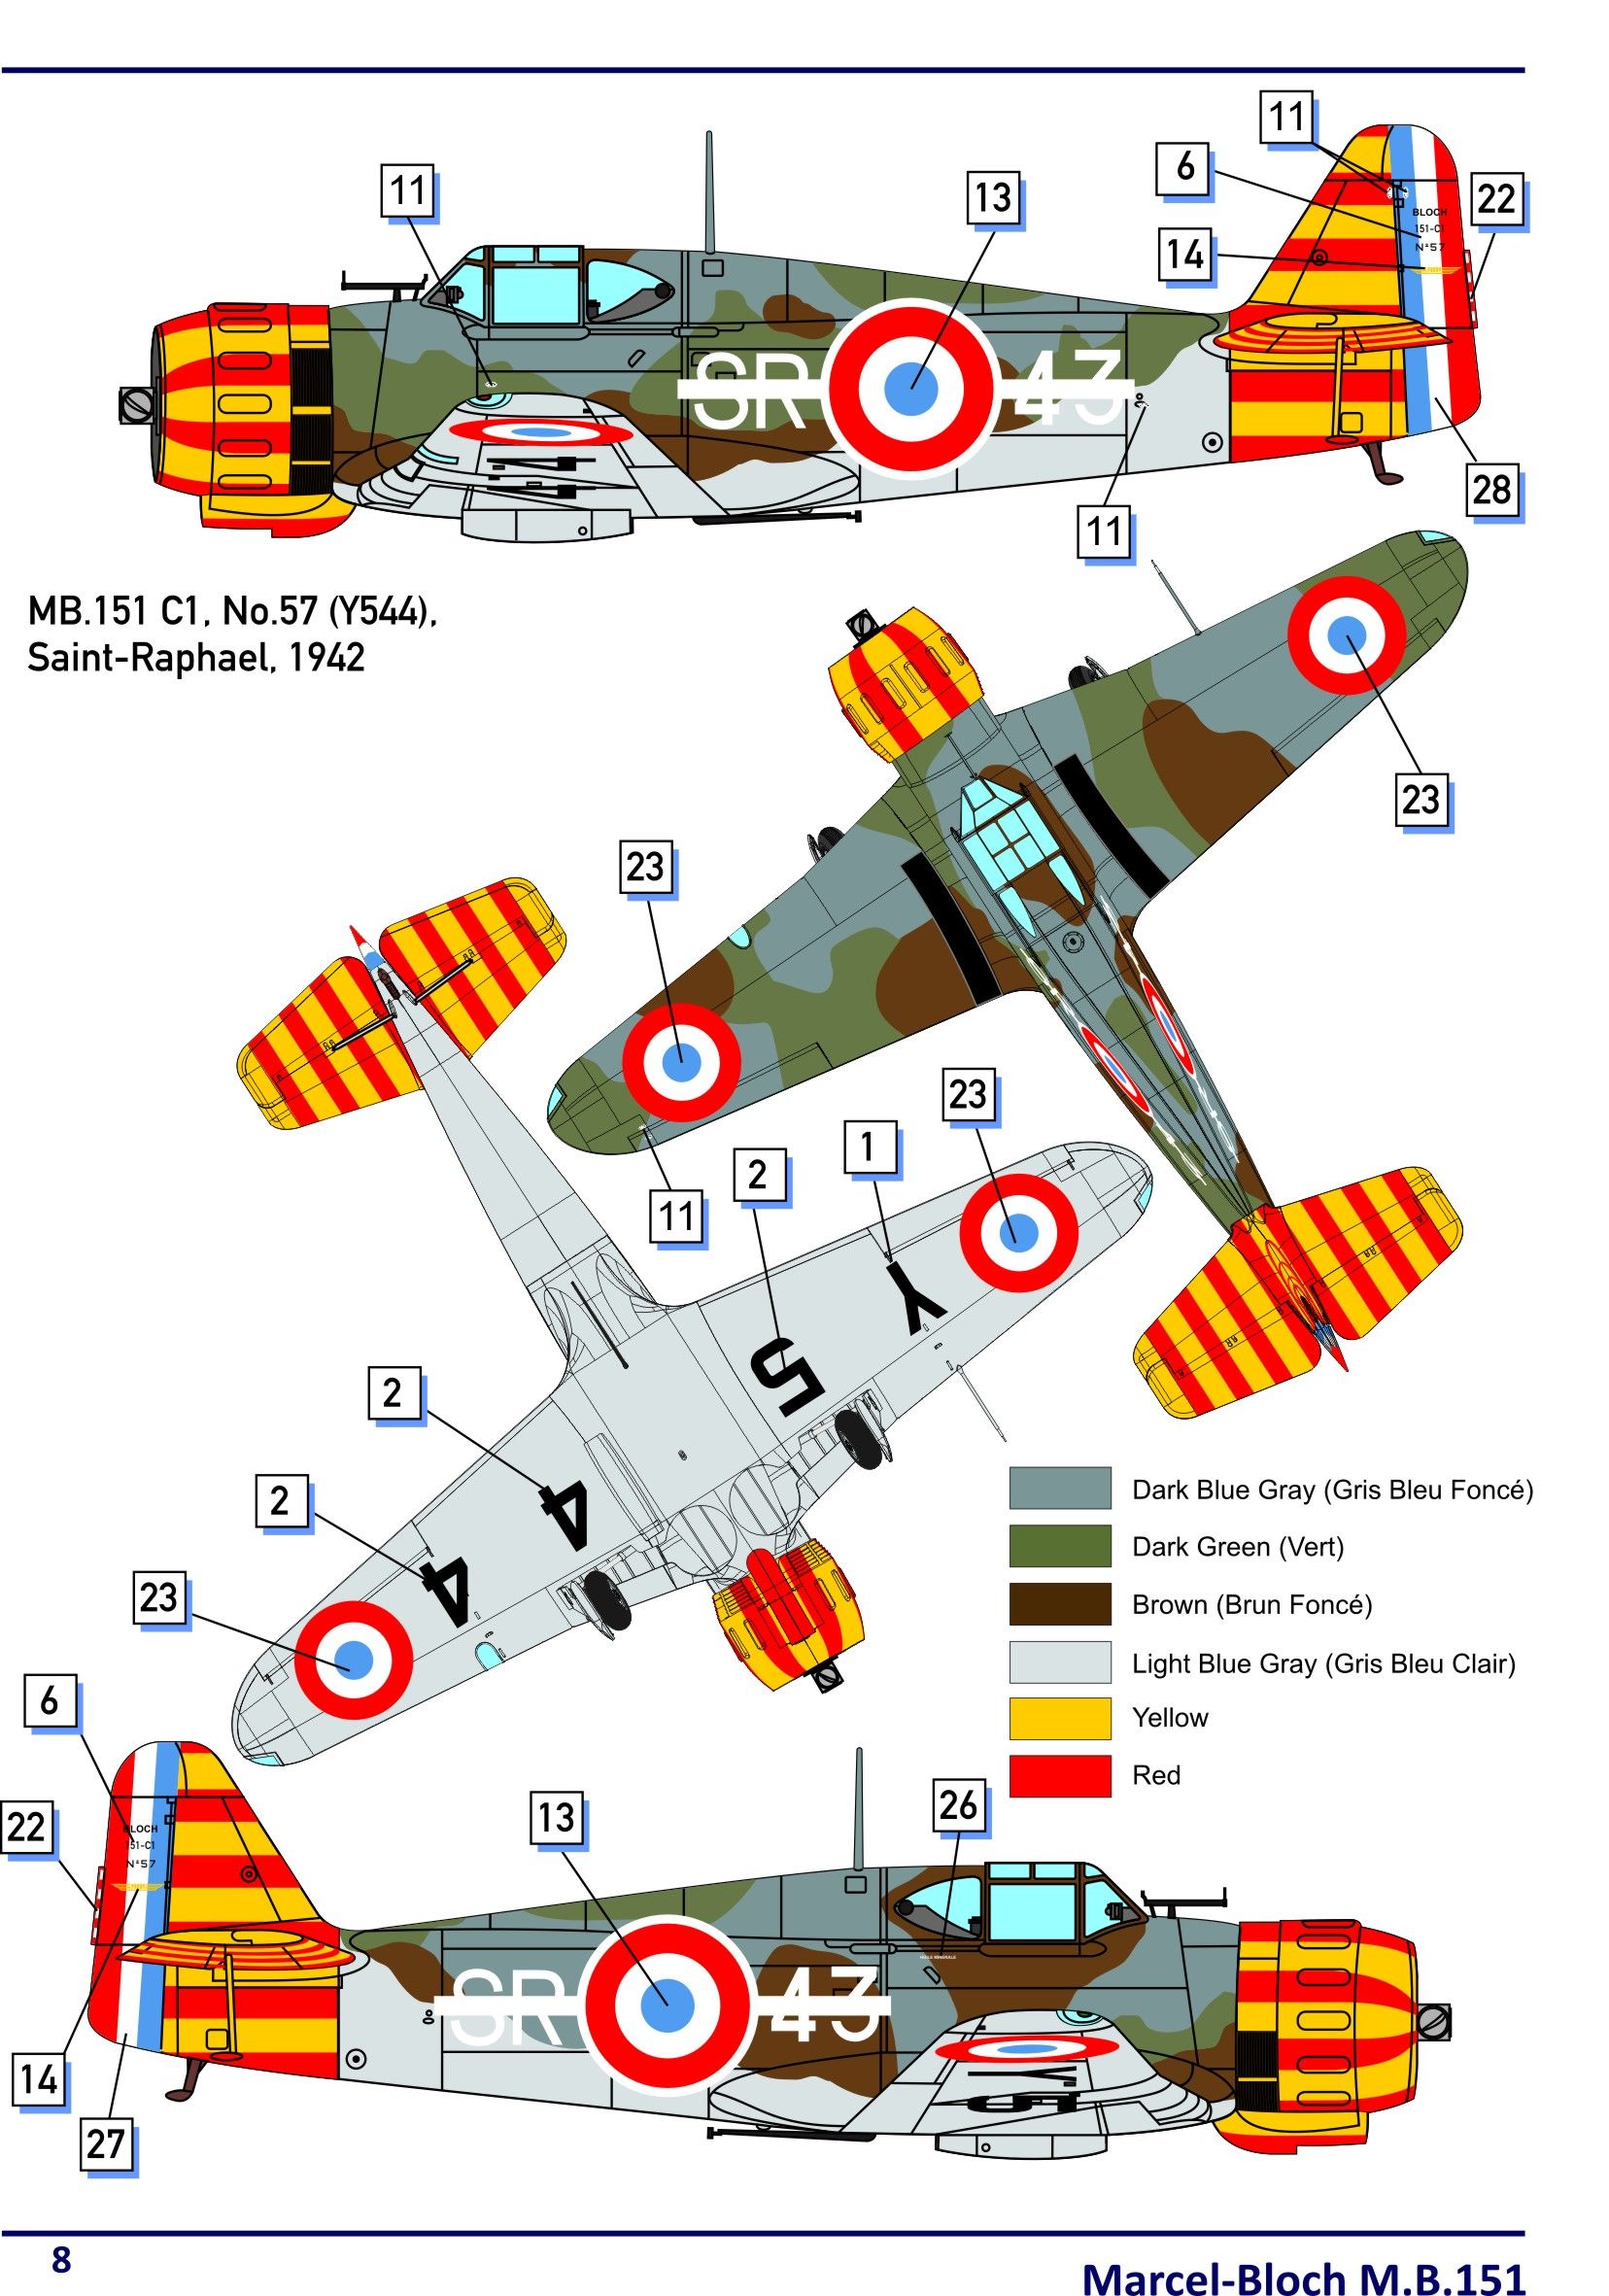 11
6
11
13
22
14
SR 43
BLOCH
151-C1
N°57
28
11
MB.151 C1, No.57 (Y544),
Saint-Raphael, 1942
23
23
23
11
2
1
Y
5
2
4
2
4
23
Dark Blue Gray (Gris Bleu Foncé)
Dark Green (Vert)
Brown (Brun Foncé)
Light Blue Gray (Gris Bleu Clair)
Yellow
Red
6
22
13
26
BLOCH
151-C1
N°57
SR 43
14
27
8
Marcel-Bloch M.B.151